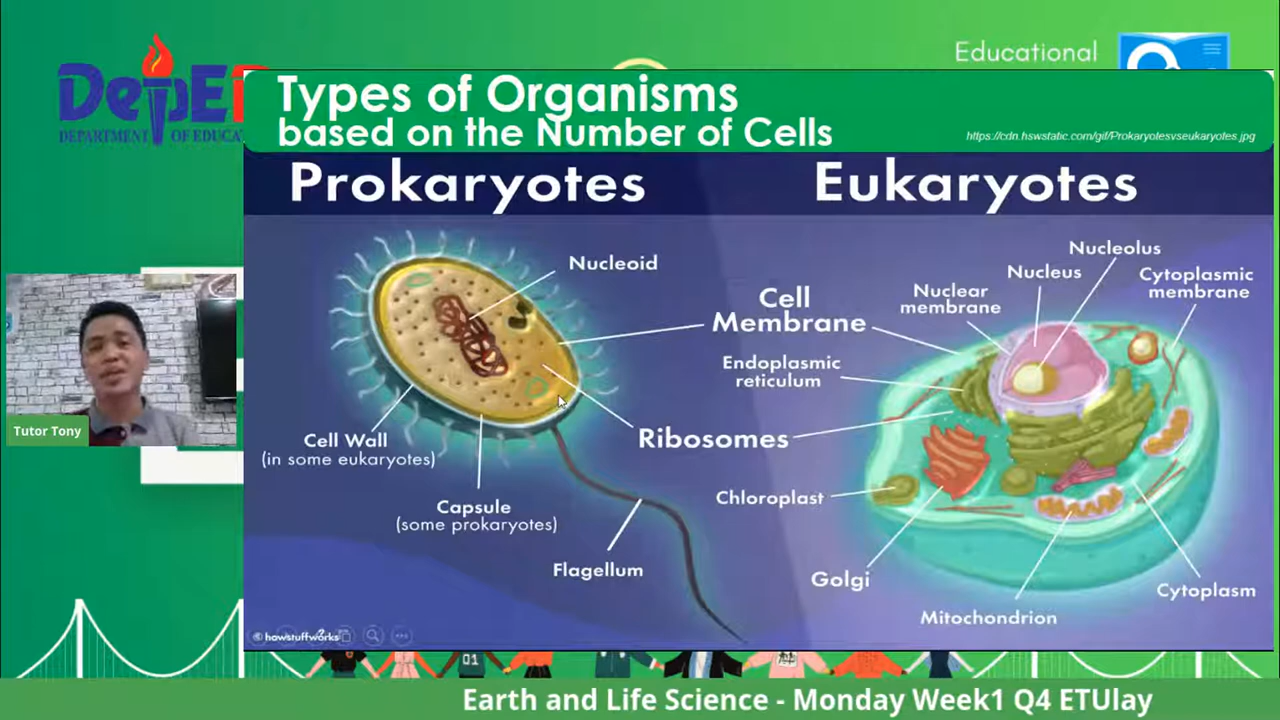 Educational
DepE
DEPARTMENT OF EDUCA
Types of Organisms
based on the Number of Cells
https://cdn.hswstatic.com/gif/Prokaryotesvseukaryotes.jpg
Prokaryotes
Eukaryotes
Nucleoid
Cell
Membrane
Ribosomes
Cell Wall
(in some eukaryotes)
Capsule
(some prokaryotes)
Flagellum
Nucleolus
Nucleus
Cytoplasmic
membrane
Nuclear
membrane
Endoplasmic
reticulum
Chloroplast
Golgi
Mitochondrion
Cytoplasm
howstuffworks
Tutor Tony
01
Earth and Life Science - Monday Week1 Q4 ETUlay